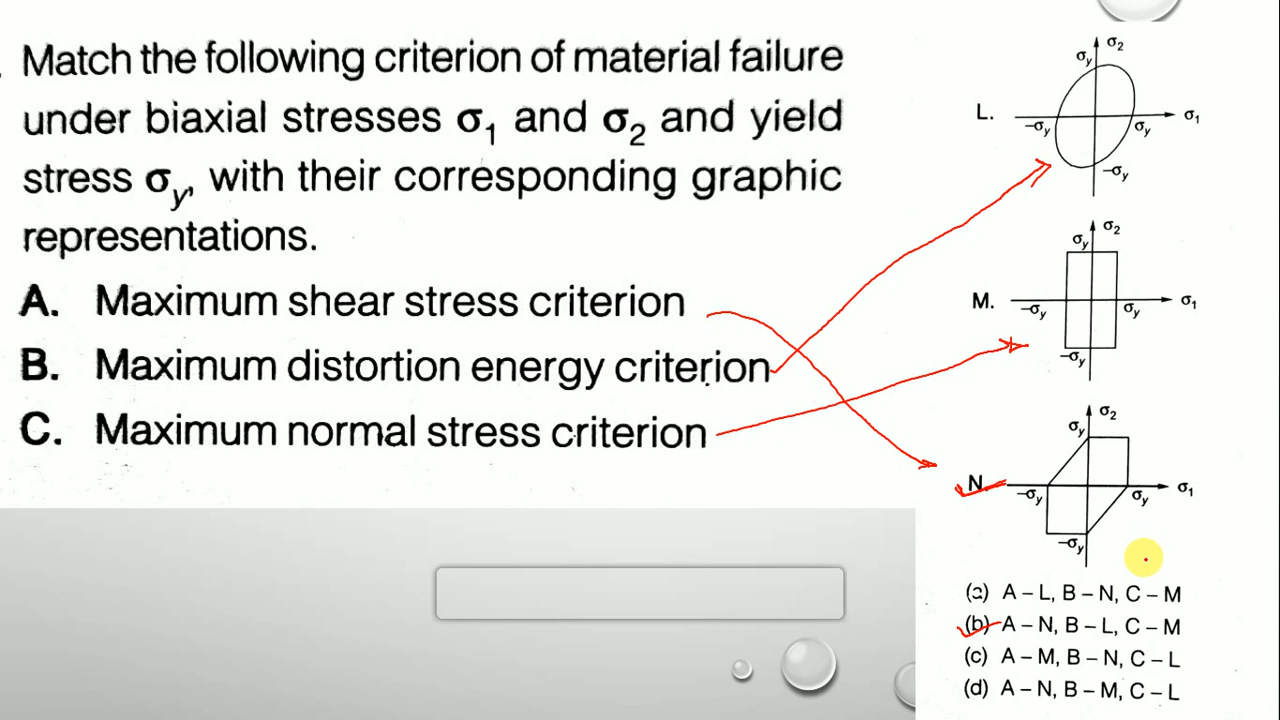 Match the following criterion of material failure
under biaxial stresses σ₁ and σ₂ and yield
stress σy, with their corresponding graphic
representations.
A. Maximum shear stress criterion
B. Maximum distortion energy criterion
C. Maximum normal stress criterion
L.
σ₂
σy
σ₁
–σy
σy
–σy
M.
σ₂
σy
σ₁
–σy
σy
–σy
N.
σ₂
σy
σ₁
–σy
σy
–σy
(a) A – L, B – N, C – M
(b) A – N, B – L, C – M
(c) A – M, B – N, C – L
(d) A – N, B – M, C – L